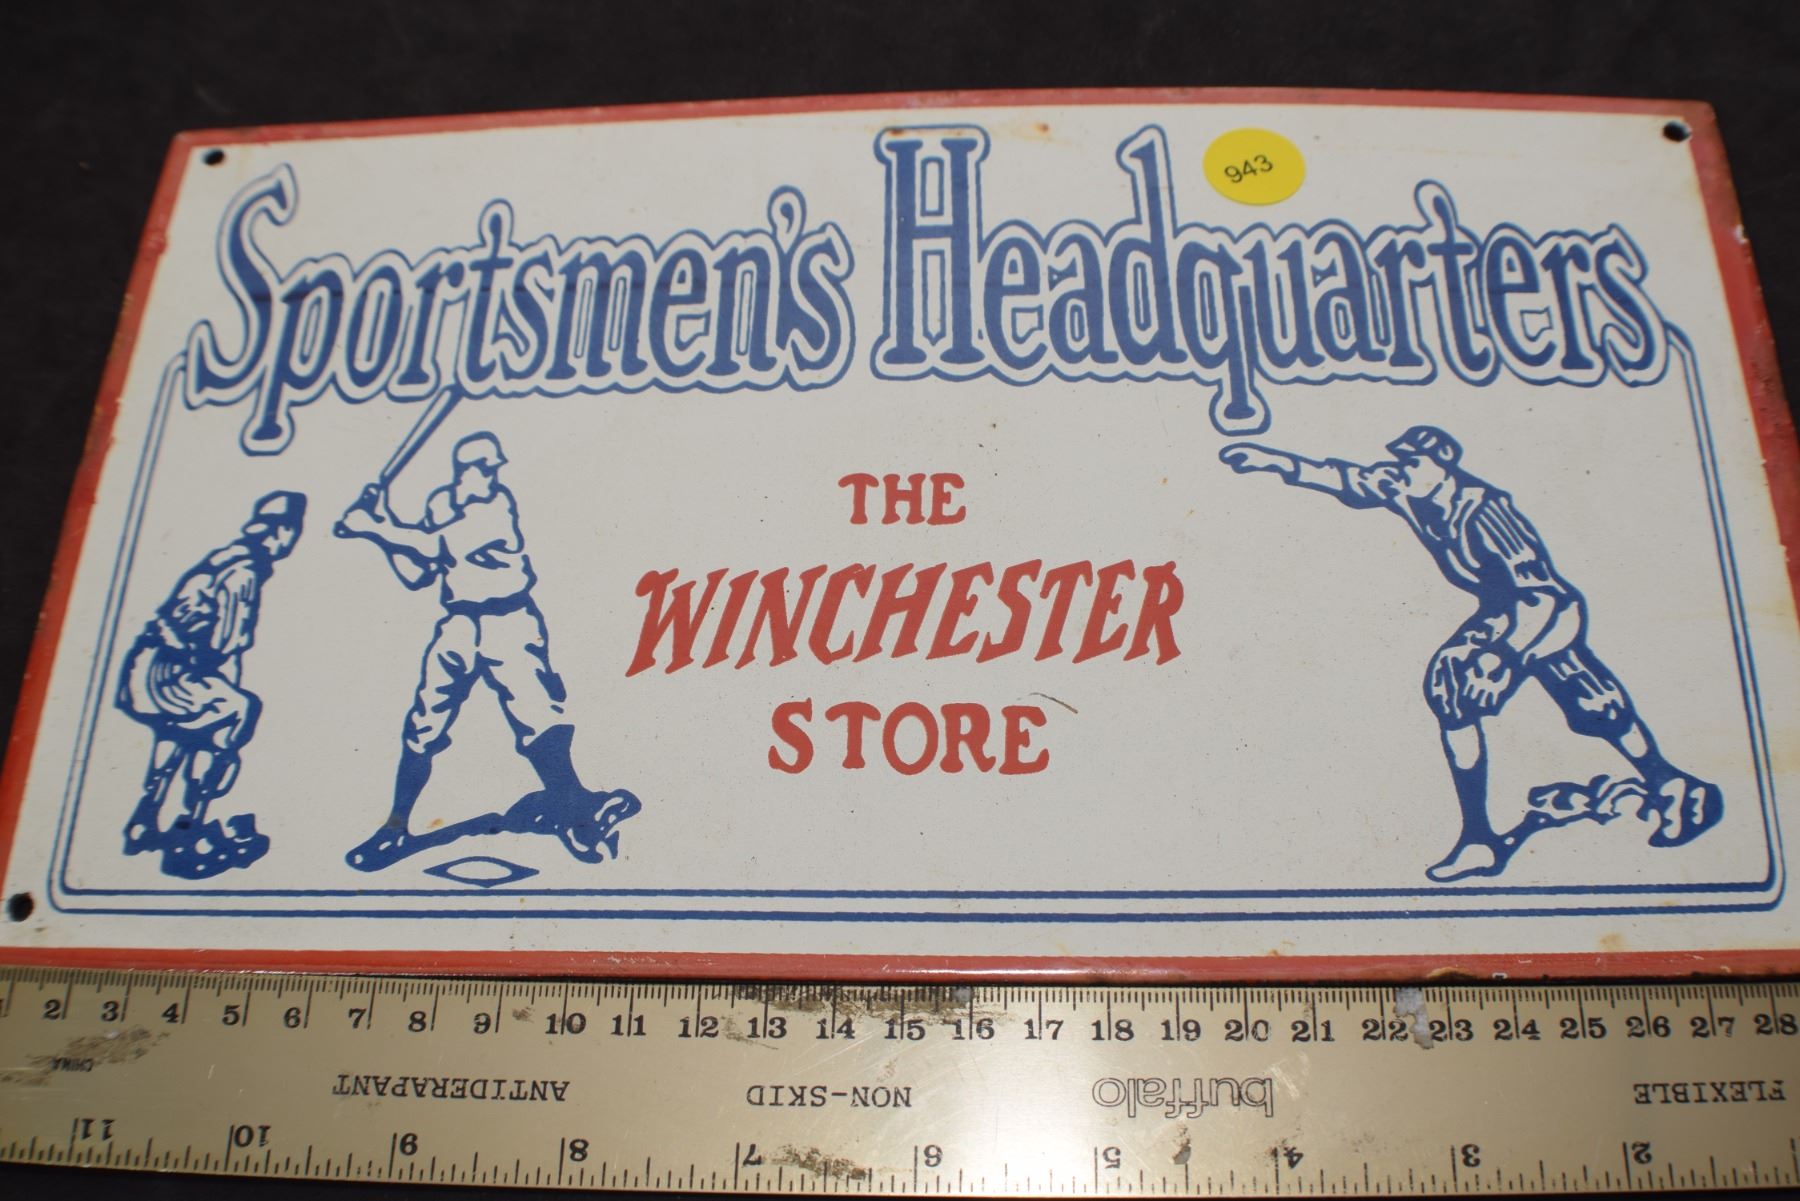 943
Sportsmen's Headquarters
THE
WINCHESTER
STORE
2 3 4 5 6 7 8 9 10 11 12 13 14 15 16 17 18 19 20 21 22 23 24 25 26 27 28
CHINA
ANTIDERAPANT NON-SKID buffalo FLEXIBLE
11 10 9 8 7 6 5 4 3 2